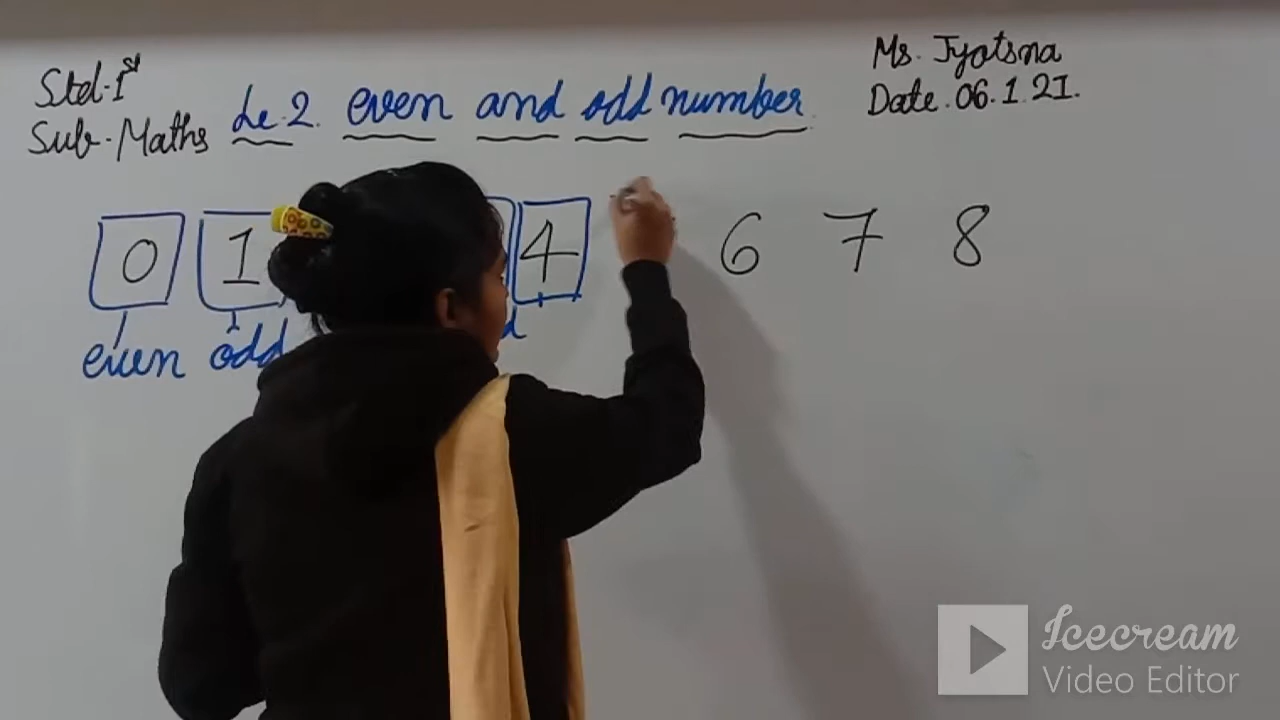 Std-1st
Sub-Maths
Le.2. even and odd number.
Ms. Jyotsna
Date.06.1.21.
0 1 4 6 7 8
even odd
Icecream
Video Editor